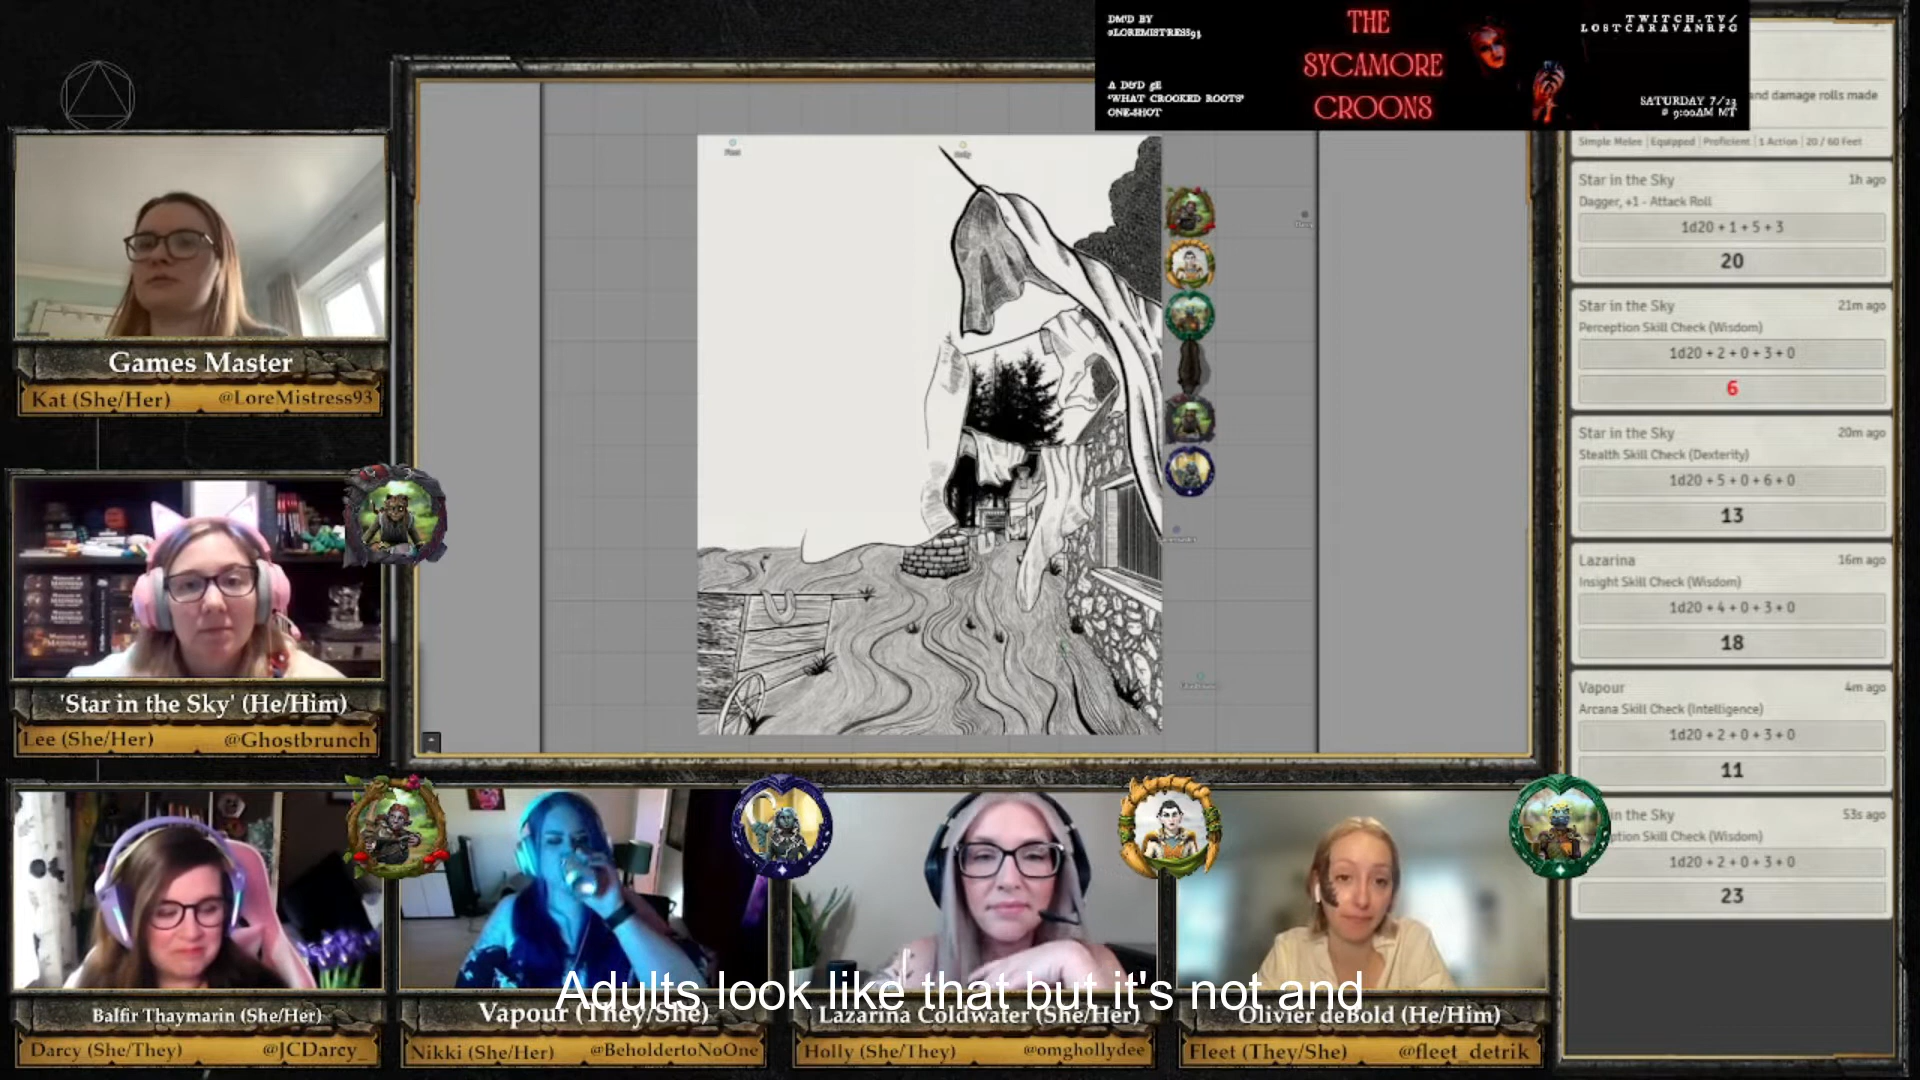 DM'D BY
@LOREMISTRESS93
A D&D 5E
'WHAT CROOKED ROOTS'
ONE-SHOT
THE
SYCAMORE
CROONS
TWITCH.TV/
LOSTCARAVANRPG
SATURDAY 7/23
@ 9:00AM MT
and damage rolls made
Simple Melee | Equipped | Proficient | 1 Action | 20 / 60 Feet
Star in the Sky 1h ago
Dagger, +1 - Attack Roll
1d20 + 1 + 5 + 3
20
Star in the Sky 21m ago
Perception Skill Check (Wisdom)
1d20 + 2 + 0 + 3 + 0
6
Star in the Sky 20m ago
Stealth Skill Check (Dexterity)
1d20 + 5 + 0 + 6 + 0
13
Lazarina 16m ago
Insight Skill Check (Wisdom)
1d20 + 4 + 0 + 3 + 0
18
Vapour 4m ago
Arcana Skill Check (Intelligence)
1d20 + 2 + 0 + 3 + 0
11
in the Sky 53s ago
ption Skill Check (Wisdom)
1d20 + 2 + 0 + 3 + 0
23
Games Master
Kat (She/Her) @LoreMistress93
'Star in the Sky' (He/Him)
Lee (She/Her) @Ghostbrunch
Adults look like that but it's not and
Balfir Thaymarin (She/Her)
Darcy (She/They) @JCDarcy_
Vapour (They/She)
Nikki (She/Her) @BeholdertoNoOne
Lazarina Coldwater (She/Her)
Holly (She/They) @omghollydee
Olivier deBold (He/Him)
Fleet (They/She) @fleet_detrik